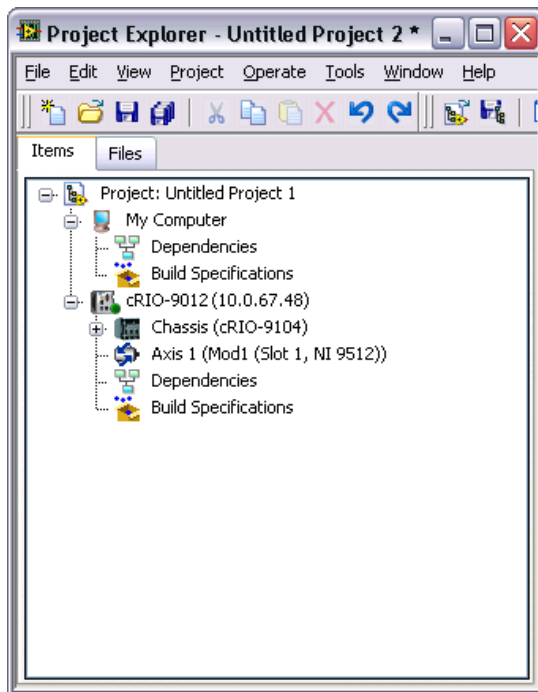 Project Explorer - Untitled Project 2 *
File Edit View Project Operate Tools Window Help
Items Files
Project: Untitled Project 1
My Computer
Dependencies
Build Specifications
cRIO-9012 (10.0.67.48)
Chassis (cRIO-9104)
Axis 1 (Mod1 (Slot 1, NI 9512))
Dependencies
Build Specifications